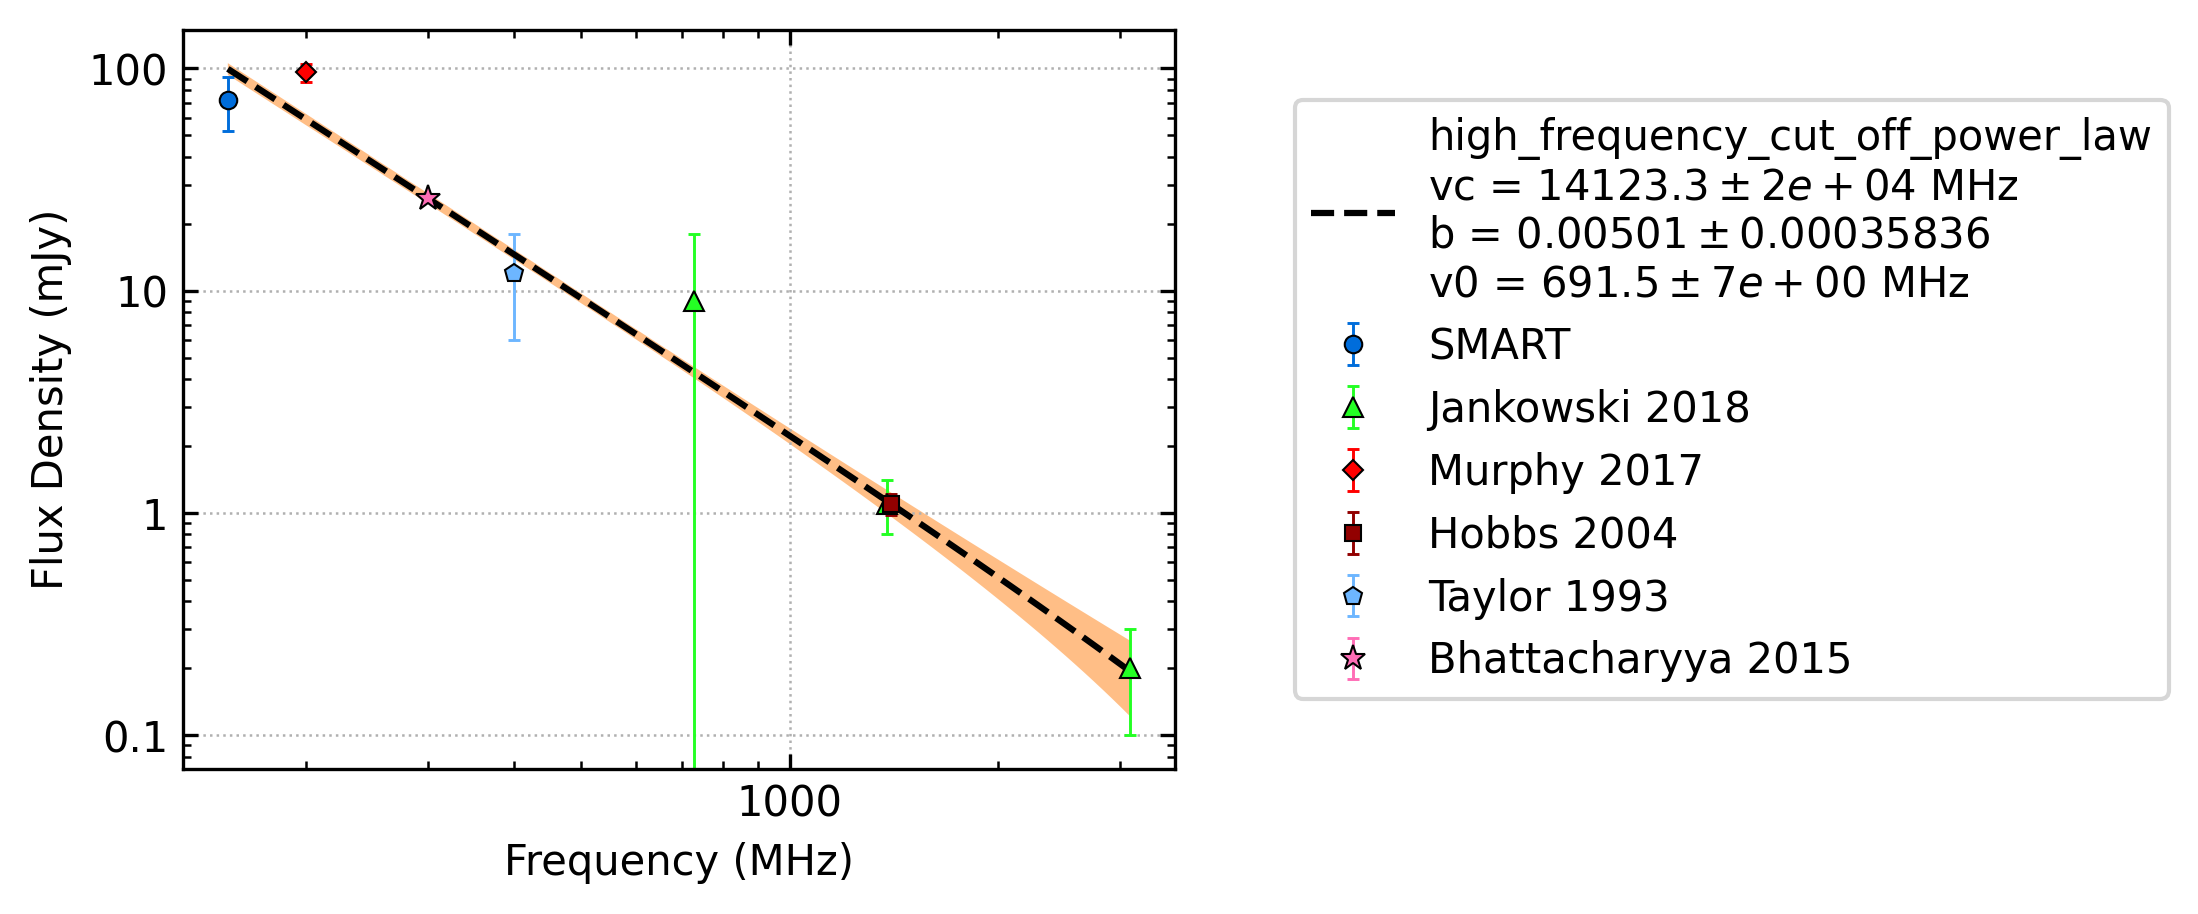 100
10
1
0.1
Flux Density (mJy)
1000
Frequency (MHz)
high_frequency_cut_off_power_law
vc = 14123.3 ± 2e + 04 MHz
b = 0.00501 ± 0.00035836
v0 = 691.5 ± 7e + 00 MHz
SMART
Jankowski 2018
Murphy 2017
Hobbs 2004
Taylor 1993
Bhattacharyya 2015